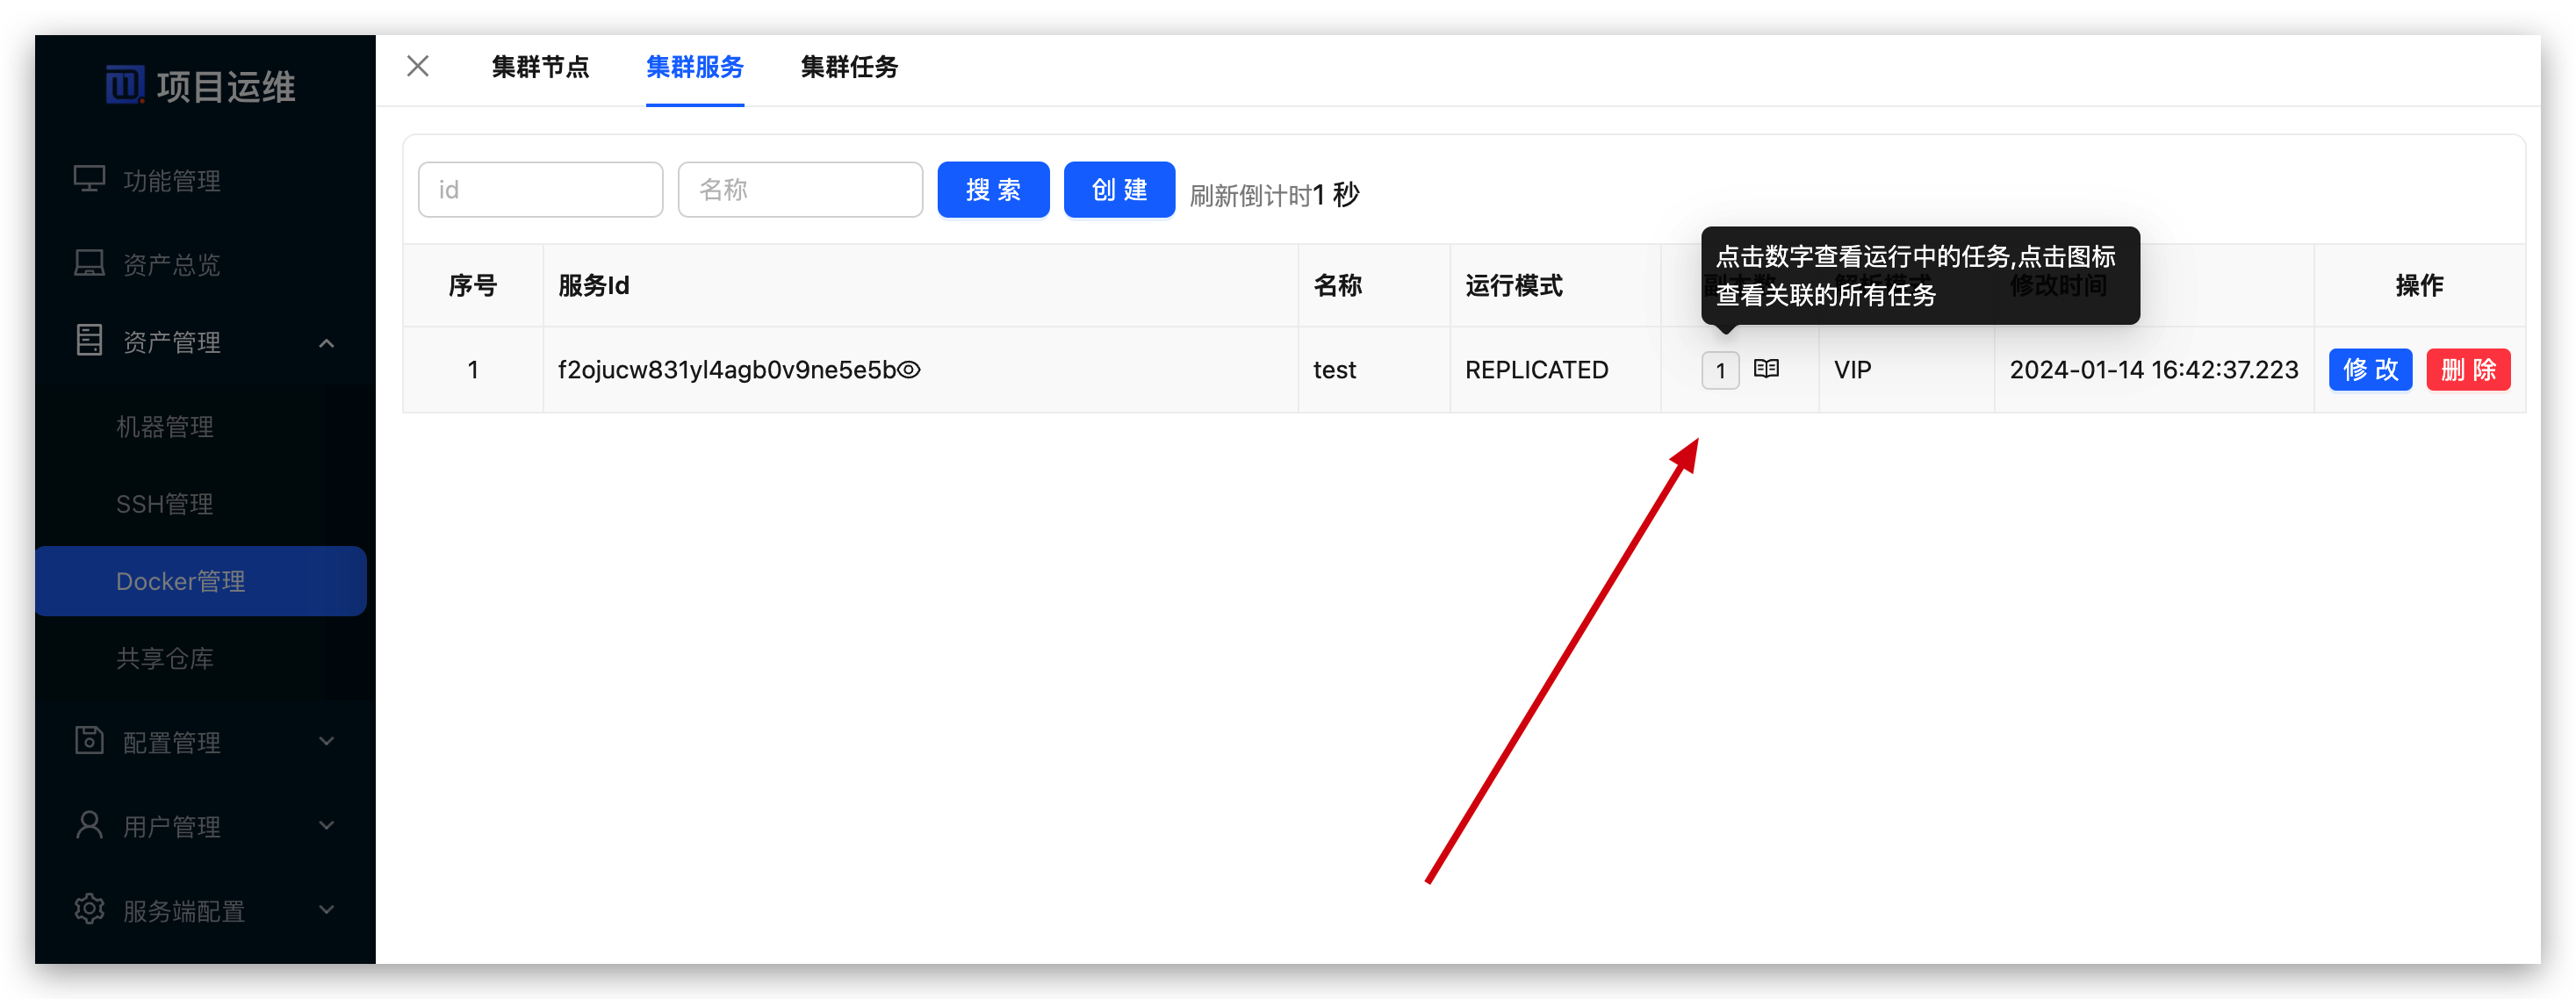 项目运维
功能管理
资产总览
资产管理
机器管理
SSH管理
Docker管理
共享仓库
配置管理
用户管理
服务端配置
集群节点 集群服务 集群任务
id 名称 搜 索 创 建 刷新倒计时1 秒
点击数字查看运行中的任务,点击图标
查看关联的所有任务
序号 服务Id 名称 运行模式 副本数 解析模式 修改时间 操作
1 f2ojucw831yl4agb0v9ne5e5b test REPLICATED 1 VIP 2024-01-14 16:42:37.223 修 改 删 除